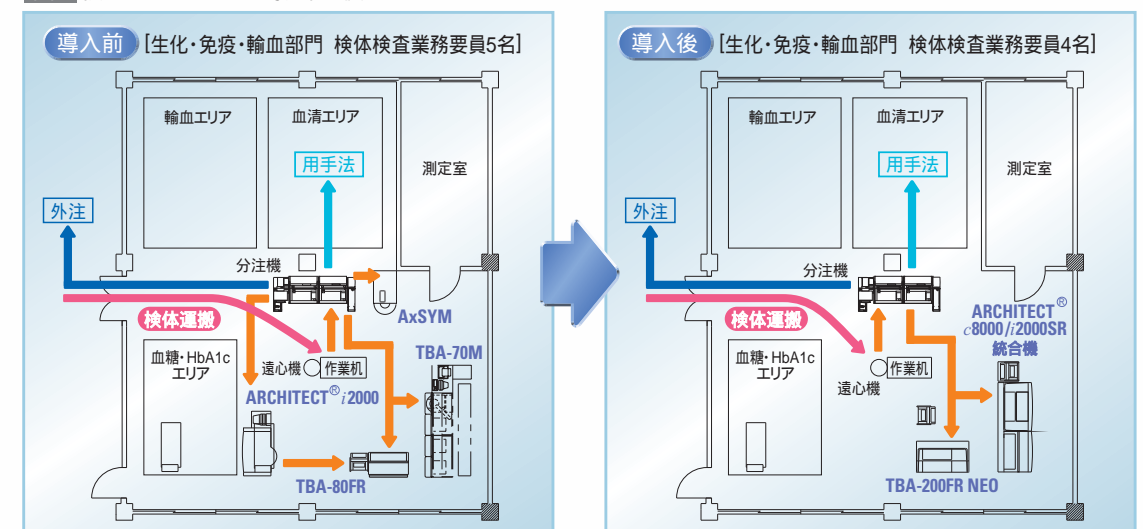 導入前 [生化・免疫・輸血部門 検体検査業務要員5名]
輸血エリア
血清エリア
用手法
測定室
外注
分注機
検体運搬
AxSYM
血糖・HbA1c
エリア
遠心機
作業机
TBA-70M
ARCHITECT® i2000
TBA-80FR
導入後 [生化・免疫・輸血部門 検体検査業務要員4名]
輸血エリア
血清エリア
用手法
測定室
外注
分注機
検体運搬
ARCHITECT®
c8000/i2000SR
統合機
血糖・HbA1c
エリア
作業机
遠心機
TBA-200FR NEO